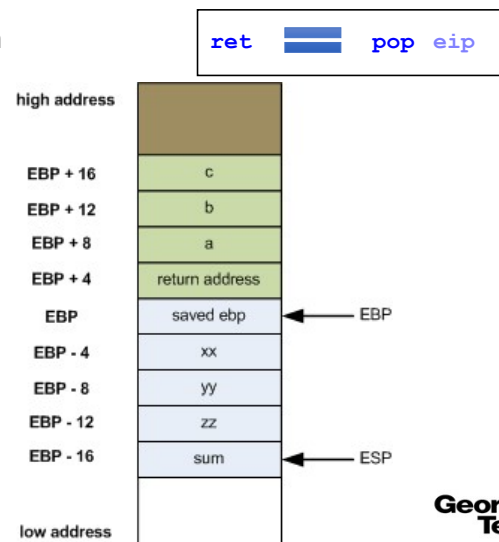 ret pop eip
high address
EBP + 16 c
EBP + 12 b
EBP + 8 a
EBP + 4 return address
EBP saved ebp EBP
EBP - 4 xx
EBP - 8 yy
EBP - 12 zz
EBP - 16 sum ESP
low address